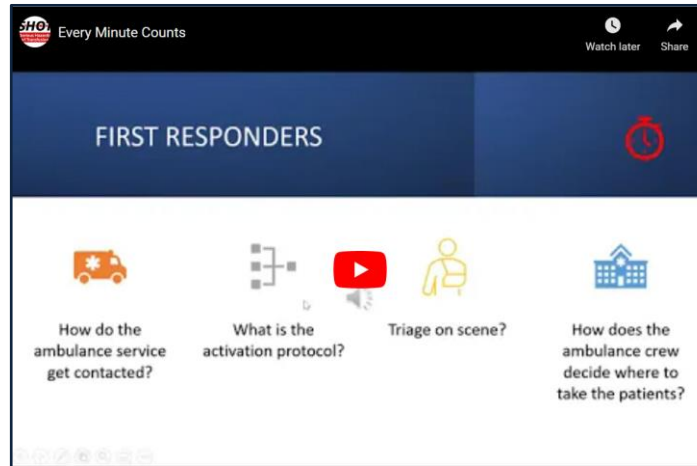 SHOT
Every Minute Counts
Watch later
Share
FIRST RESPONDERS
How do the
ambulance service
get contacted?
What is the
activation protocol?
Triage on scene?
How does the
ambulance crew
decide where to
take the patients?